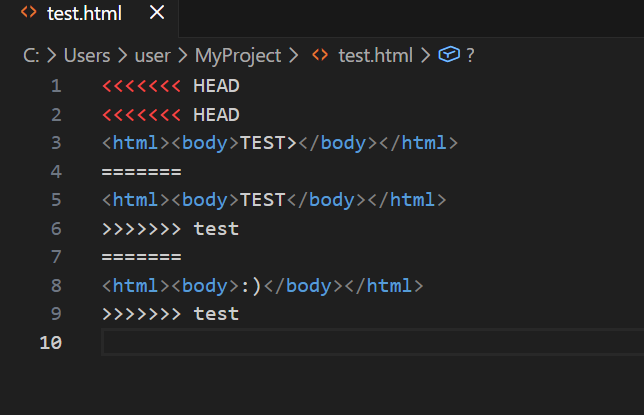 <> test.html ×
C: > Users > user > MyProject > <> test.html > ?
1 <<<<<<< HEAD
2 <<<<<<< HEAD
3 <html><body>TEST></body></html>
4 =======
5 <html><body>TEST</body></html>
6 >>>>>>> test
7 =======
8 <html><body>:)</body></html>
9 >>>>>>> test
10